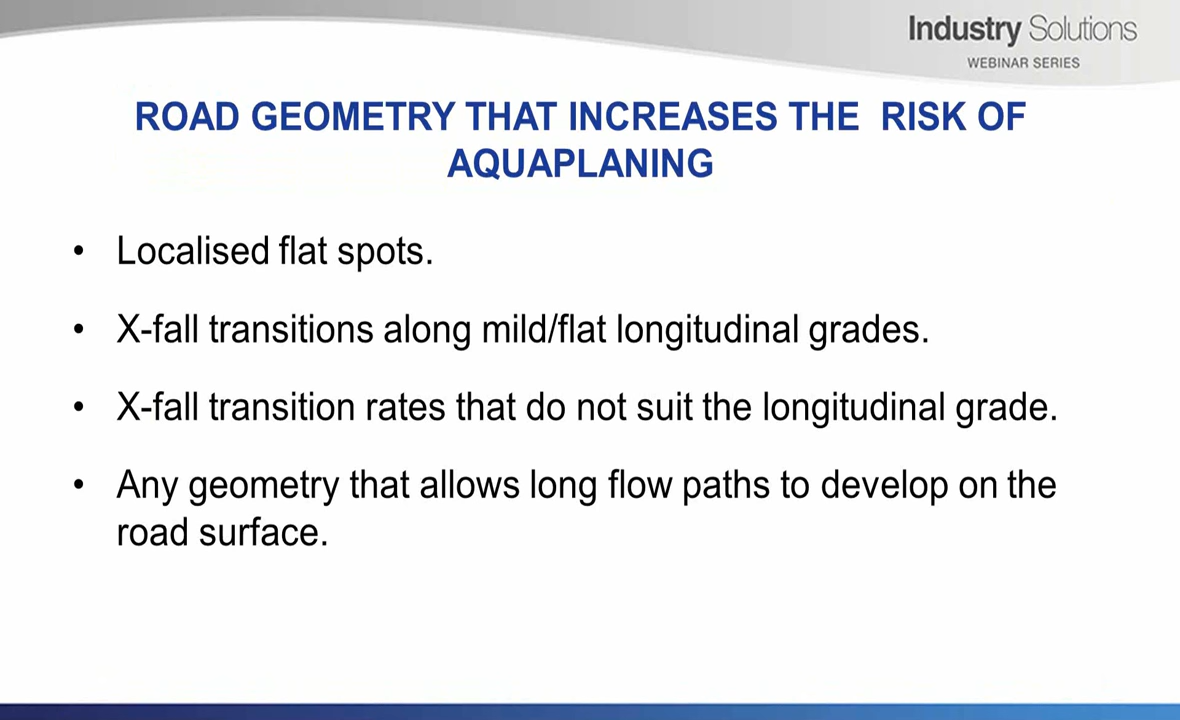 Industry Solutions
WEBINAR SERIES
ROAD GEOMETRY THAT INCREASES THE RISK OF
AQUAPLANING
• Localised flat spots.
• X-fall transitions along mild/flat longitudinal grades.
• X-fall transition rates that do not suit the longitudinal grade.
• Any geometry that allows long flow paths to develop on the
road surface.